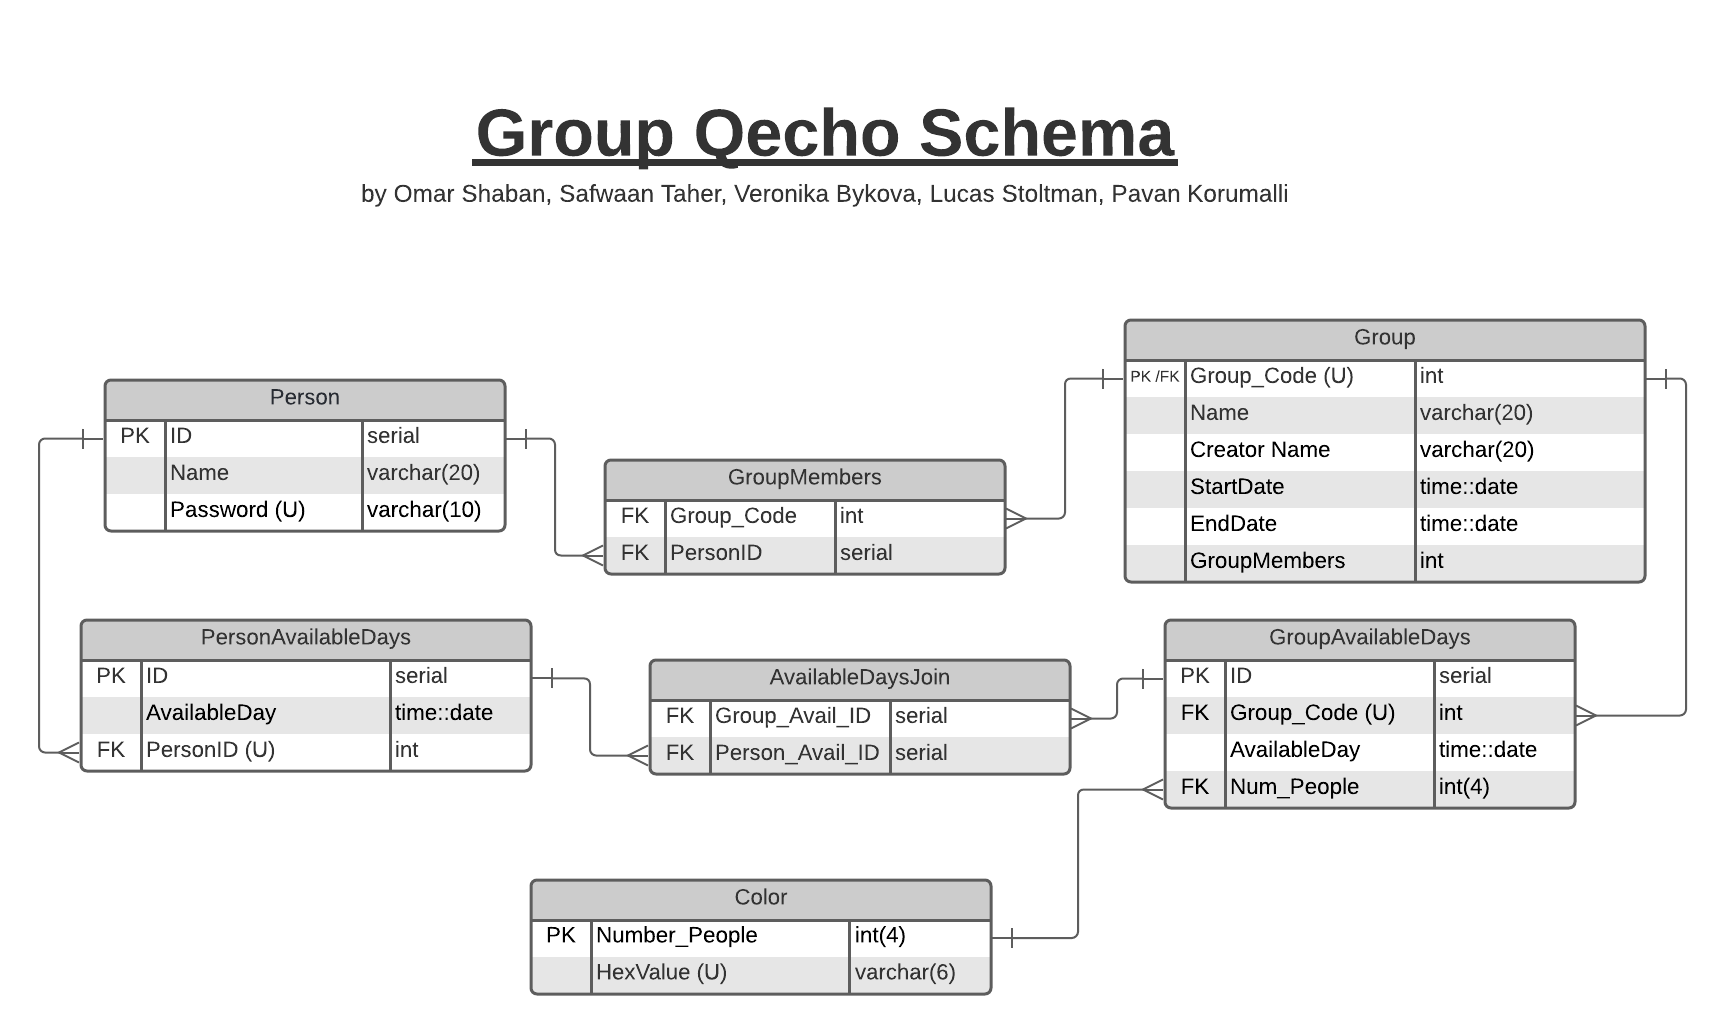 Group Qecho Schema
by Omar Shaban, Safwaan Taher, Veronika Bykova, Lucas Stoltman, Pavan Korumalli
Person
PK ID serial
Name varchar(20)
Password (U) varchar(10)
GroupMembers
FK Group_Code int
FK PersonID serial
Group
PK /FK Group_Code (U) int
Name varchar(20)
Creator Name varchar(20)
StartDate time::date
EndDate time::date
GroupMembers int
PersonAvailableDays
PK ID serial
AvailableDay time::date
FK PersonID (U) int
AvailableDaysJoin
FK Group_Avail_ID serial
FK Person_Avail_ID serial
GroupAvailableDays
PK ID serial
FK Group_Code (U) int
AvailableDay time::date
FK Num_People int(4)
Color
PK Number_People int(4)
HexValue (U) varchar(6)